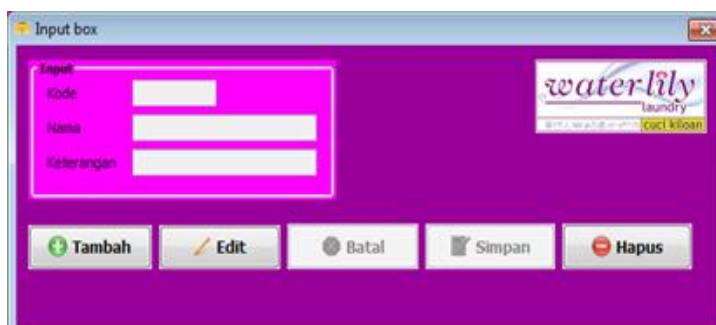 Input box
Input
Kode
Nama
Keterangan
waterlily
laundry
cuci kiloan
Tambah
Edit
Batal
Simpan
Hapus